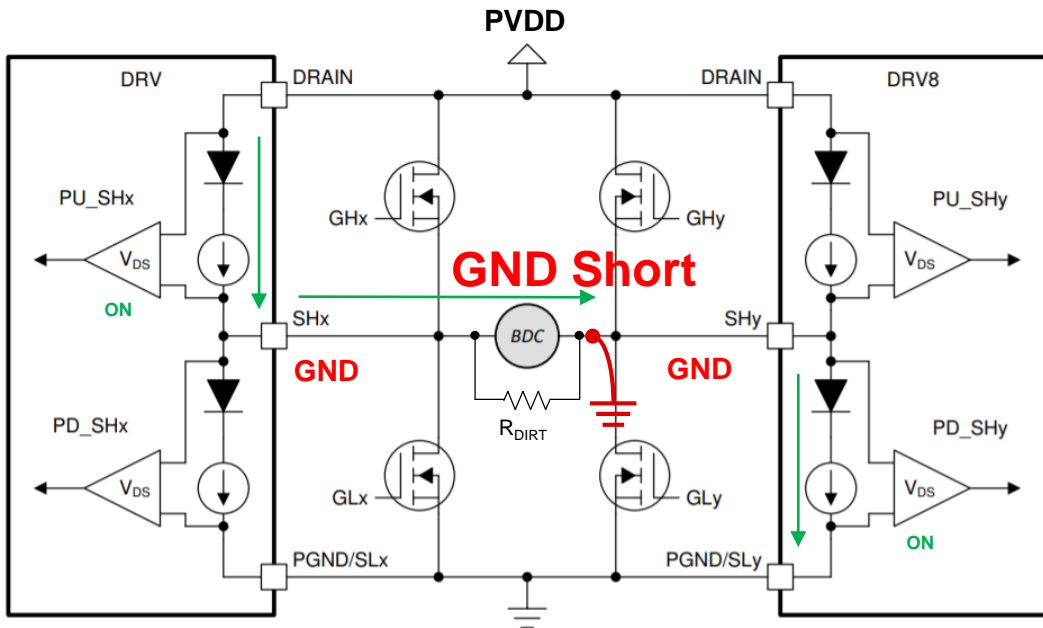 PVDD
DRV
DRAIN
DRAIN
DRV8
PU_SHx
VDS
ON
GHx
GHy
PU_SHy
VDS
GND Short
SHx
BDC
SHy
GND
GND
RDIRT
PD_SHx
VDS
GLx
GLy
PD_SHy
VDS
ON
PGND/SLx
PGND/SLy